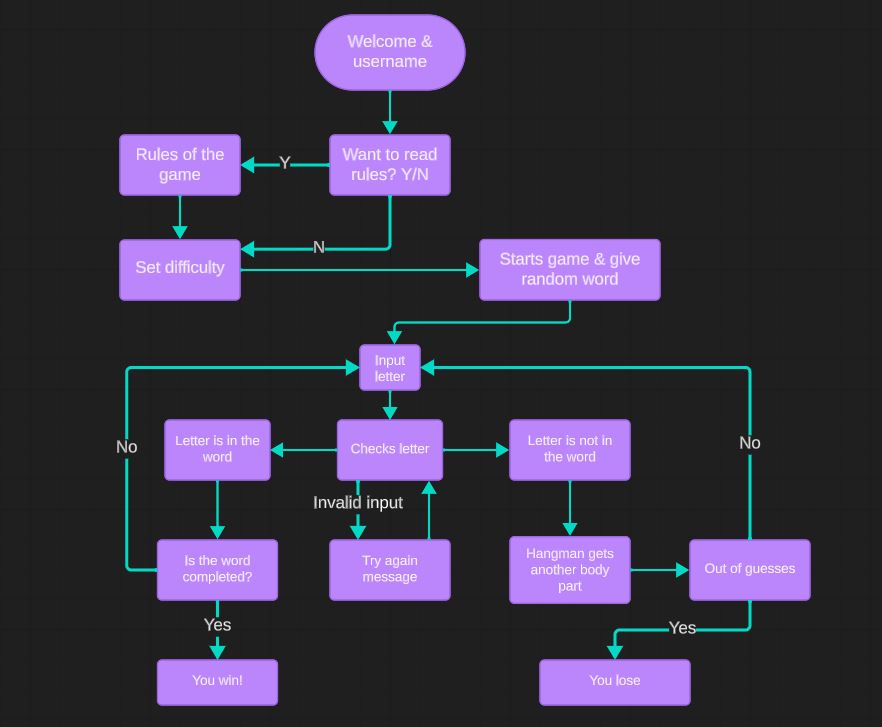 Welcome &
username
Rules of the
game
Y
Want to read
rules? Y/N
N
Set difficulty
Starts game & give
random word
Input
letter
No
Letter is in the
word
Checks letter
Letter is not in
the word
No
Invalid input
Is the word
completed?
Try again
message
Hangman gets
another body
part
Out of guesses
Yes
Yes
You win!
You lose